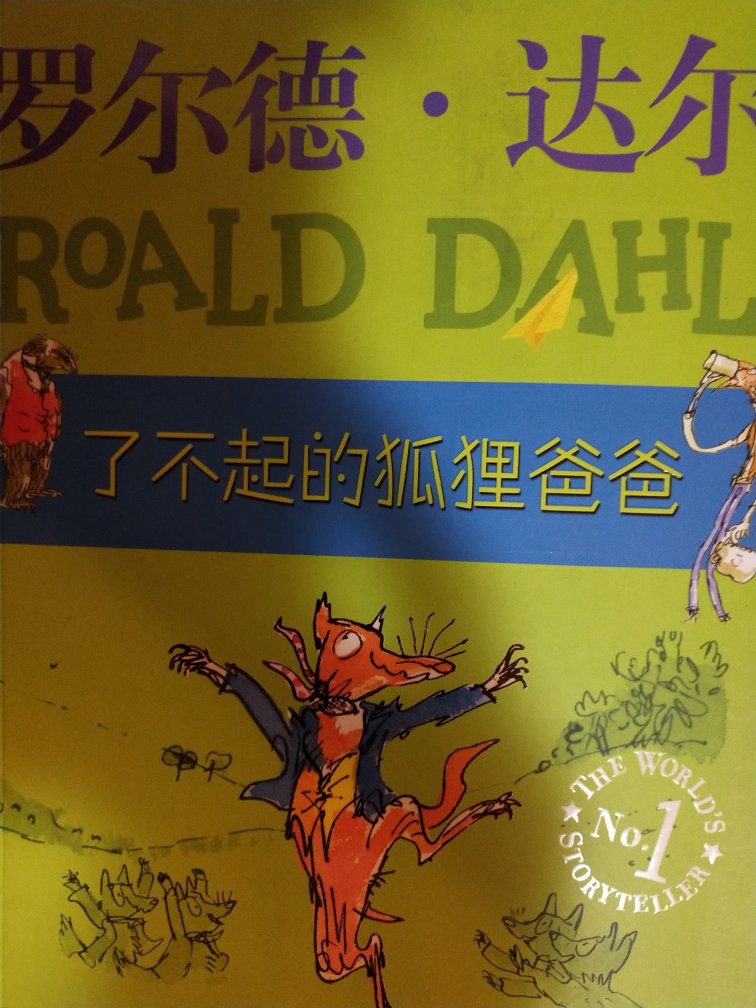 罗尔德·达尔
ROALD DAHL
了不起的狐狸爸爸
THE WORLD'S
No.1
STORYTELLER